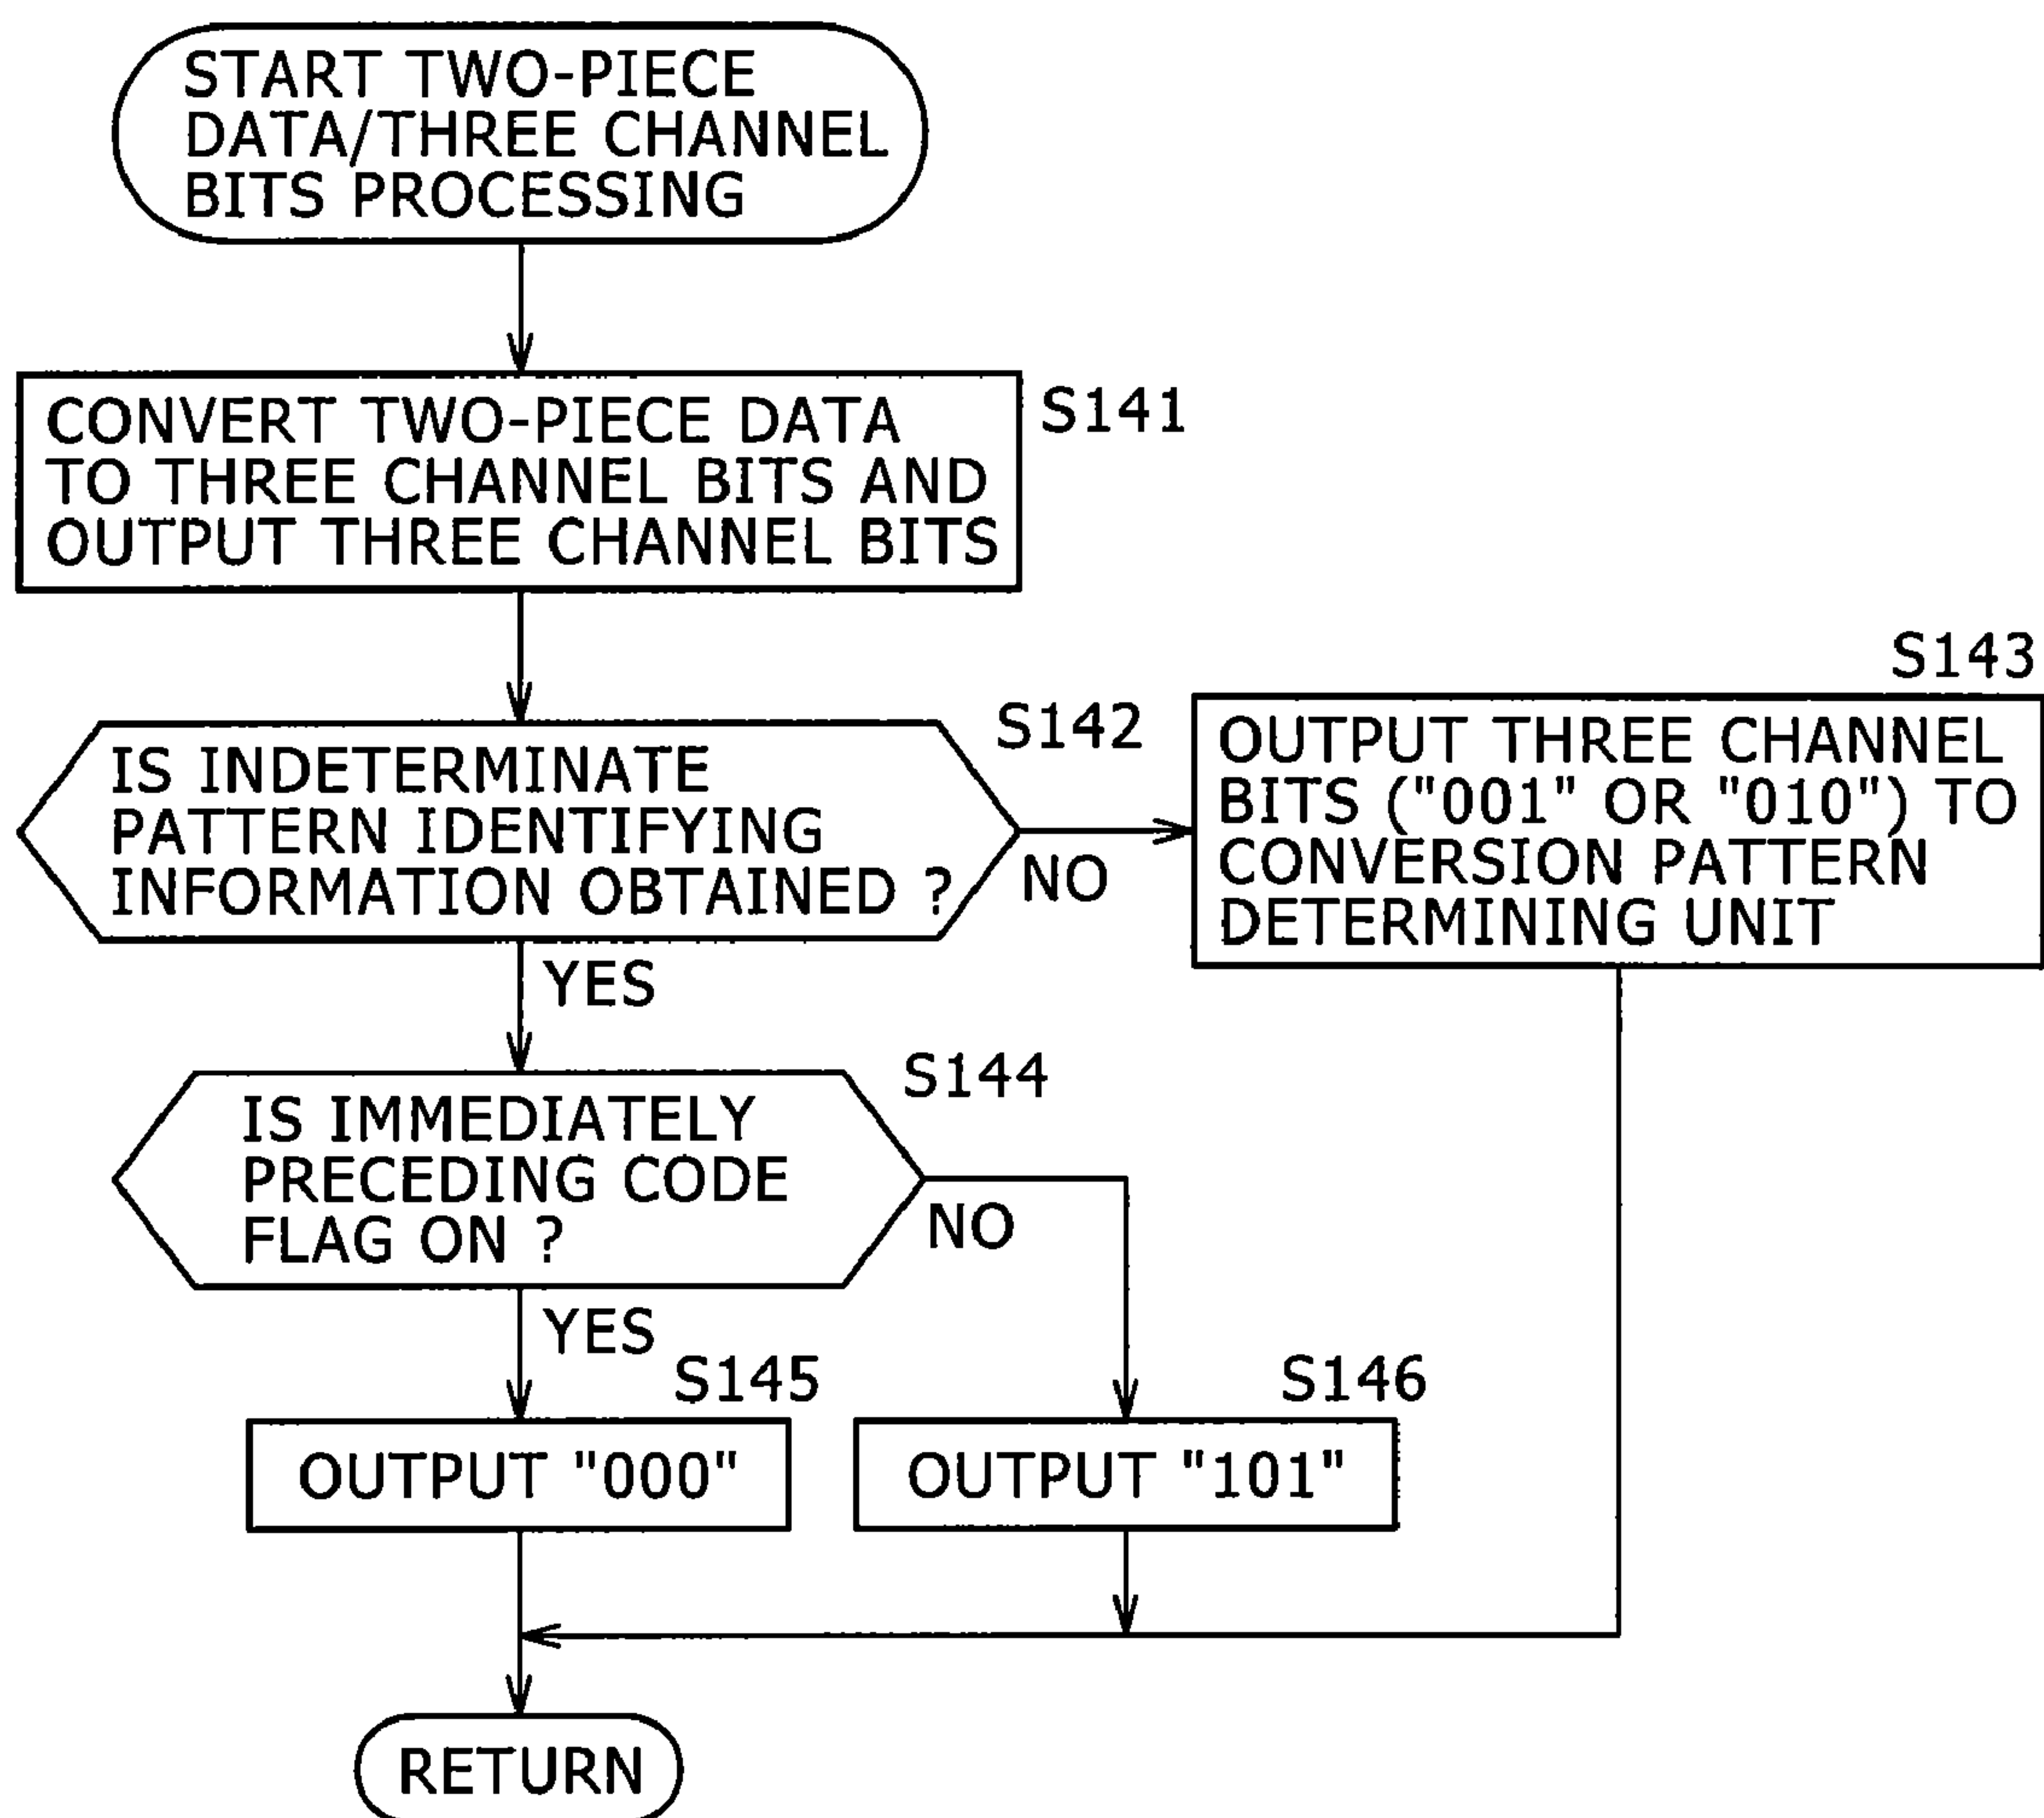 START TWO-PIECE
DATA/THREE CHANNEL
BITS PROCESSING
CONVERT TWO-PIECE DATA
TO THREE CHANNEL BITS AND
OUTPUT THREE CHANNEL BITS
S141
IS INDETERMINATE
PATTERN IDENTIFYING
INFORMATION OBTAINED ?
S142
NO
YES
S143
OUTPUT THREE CHANNEL
BITS ("001" OR "010") TO
CONVERSION PATTERN
DETERMINING UNIT
IS IMMEDIATELY
PRECEDING CODE
FLAG ON ?
S144
NO
YES
S145
OUTPUT "000"
S146
OUTPUT "101"
RETURN